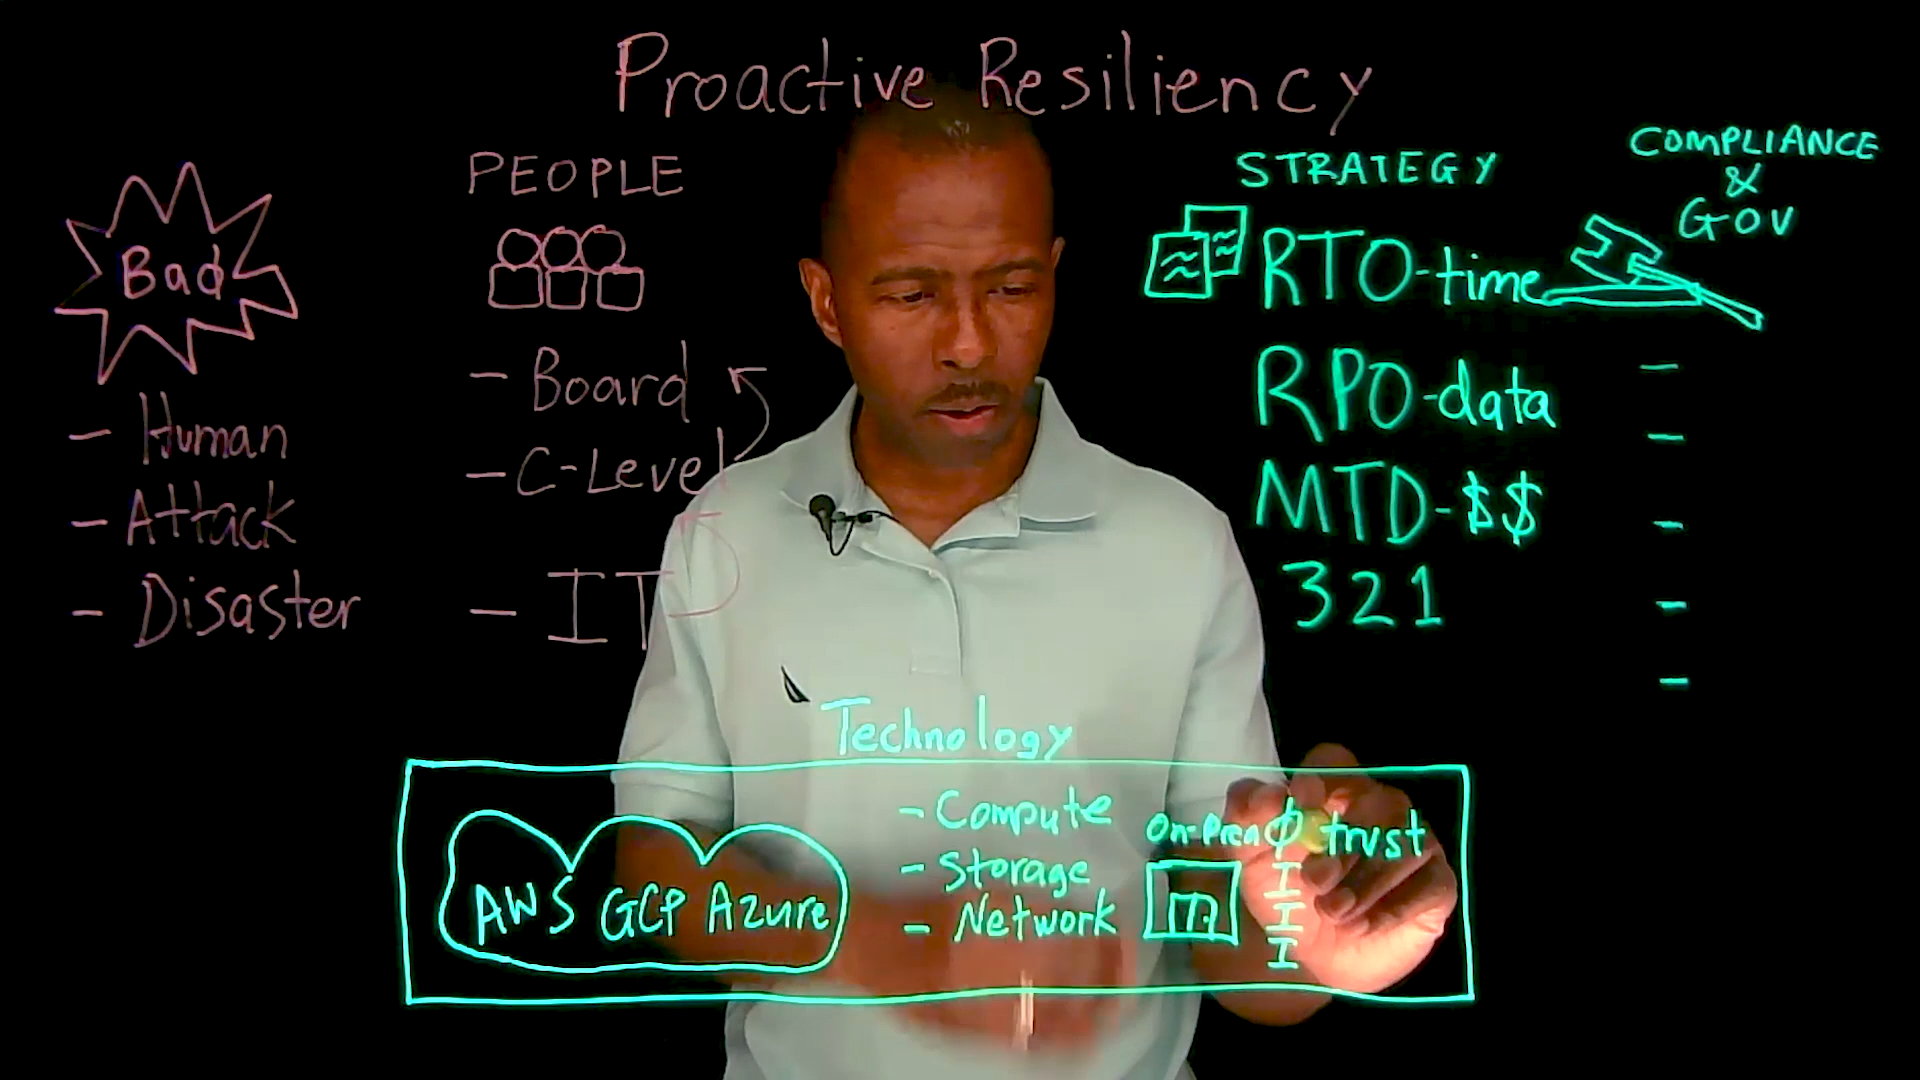 Proactive Resiliency
Bad
- Human
- Attack
- Disaster
PEOPLE
- Board
- C-Level
- IT
STRATEGY
RTO-time
RPO-data
MTD-$$
321
COMPLIANCE
&
GOV
-
-
-
-
-
Technology
AWS GCP Azure
- Compute
- Storage
- Network
On-Prem
Ø trust
I
I
I